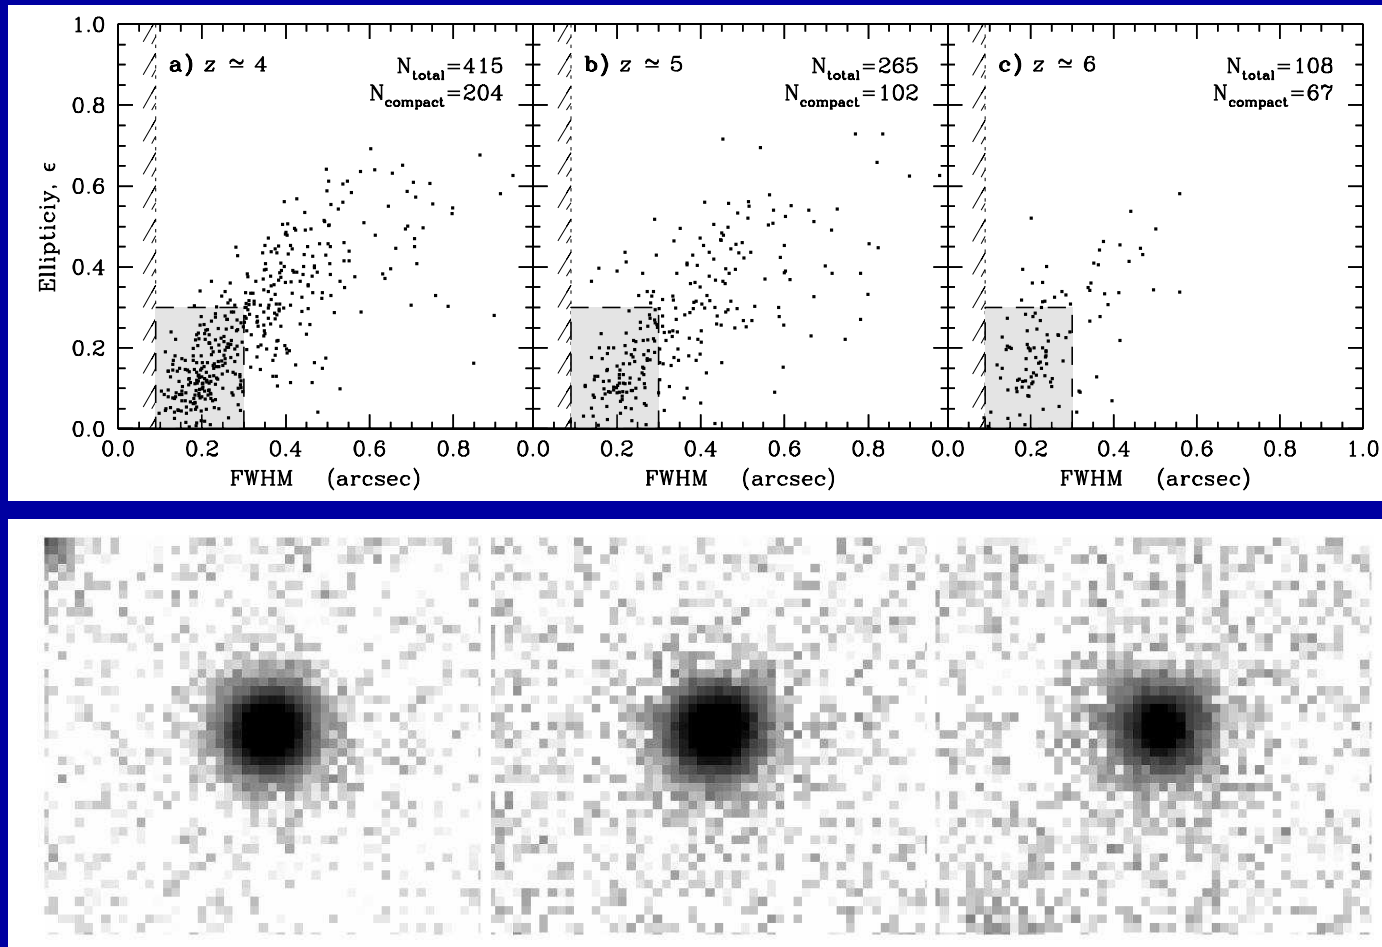 a) z ≃ 4
N_total=415
N_compact=204
b) z ≃ 5
N_total=265
N_compact=102
c) z ≃ 6
N_total=108
N_compact=67
Ellipticiy, ϵ
1.0
0.8
0.6
0.4
0.2
0.0
0.0 0.2 0.4 0.6 0.8 0.0 0.2 0.4 0.6 0.8 0.0 0.2 0.4 0.6 0.8 1.0
FWHM (arcsec) FWHM (arcsec) FWHM (arcsec)